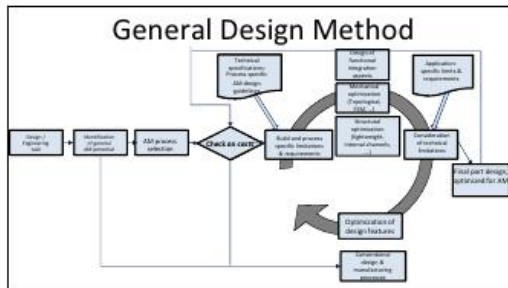 General Design Method
Technical
specifications:
Process specific
AM design
guidelines
Design of
functional
integration
aspects
Mechanical
optimization
(Topological,
FEM, ...)
Structural
optimization
(lightweight,
internal channels,
...)
Application-
specific limits &
requirements
Design /
Engineering
task
Identification
of general
AM potential
AM process
selection
Check on costs
Build and process
specific limitations
& requirements
Consideration
of technical
limitations
Final part design,
optimized for AM
Optimization of
design features
Conventional
design &
manufacturing
processes